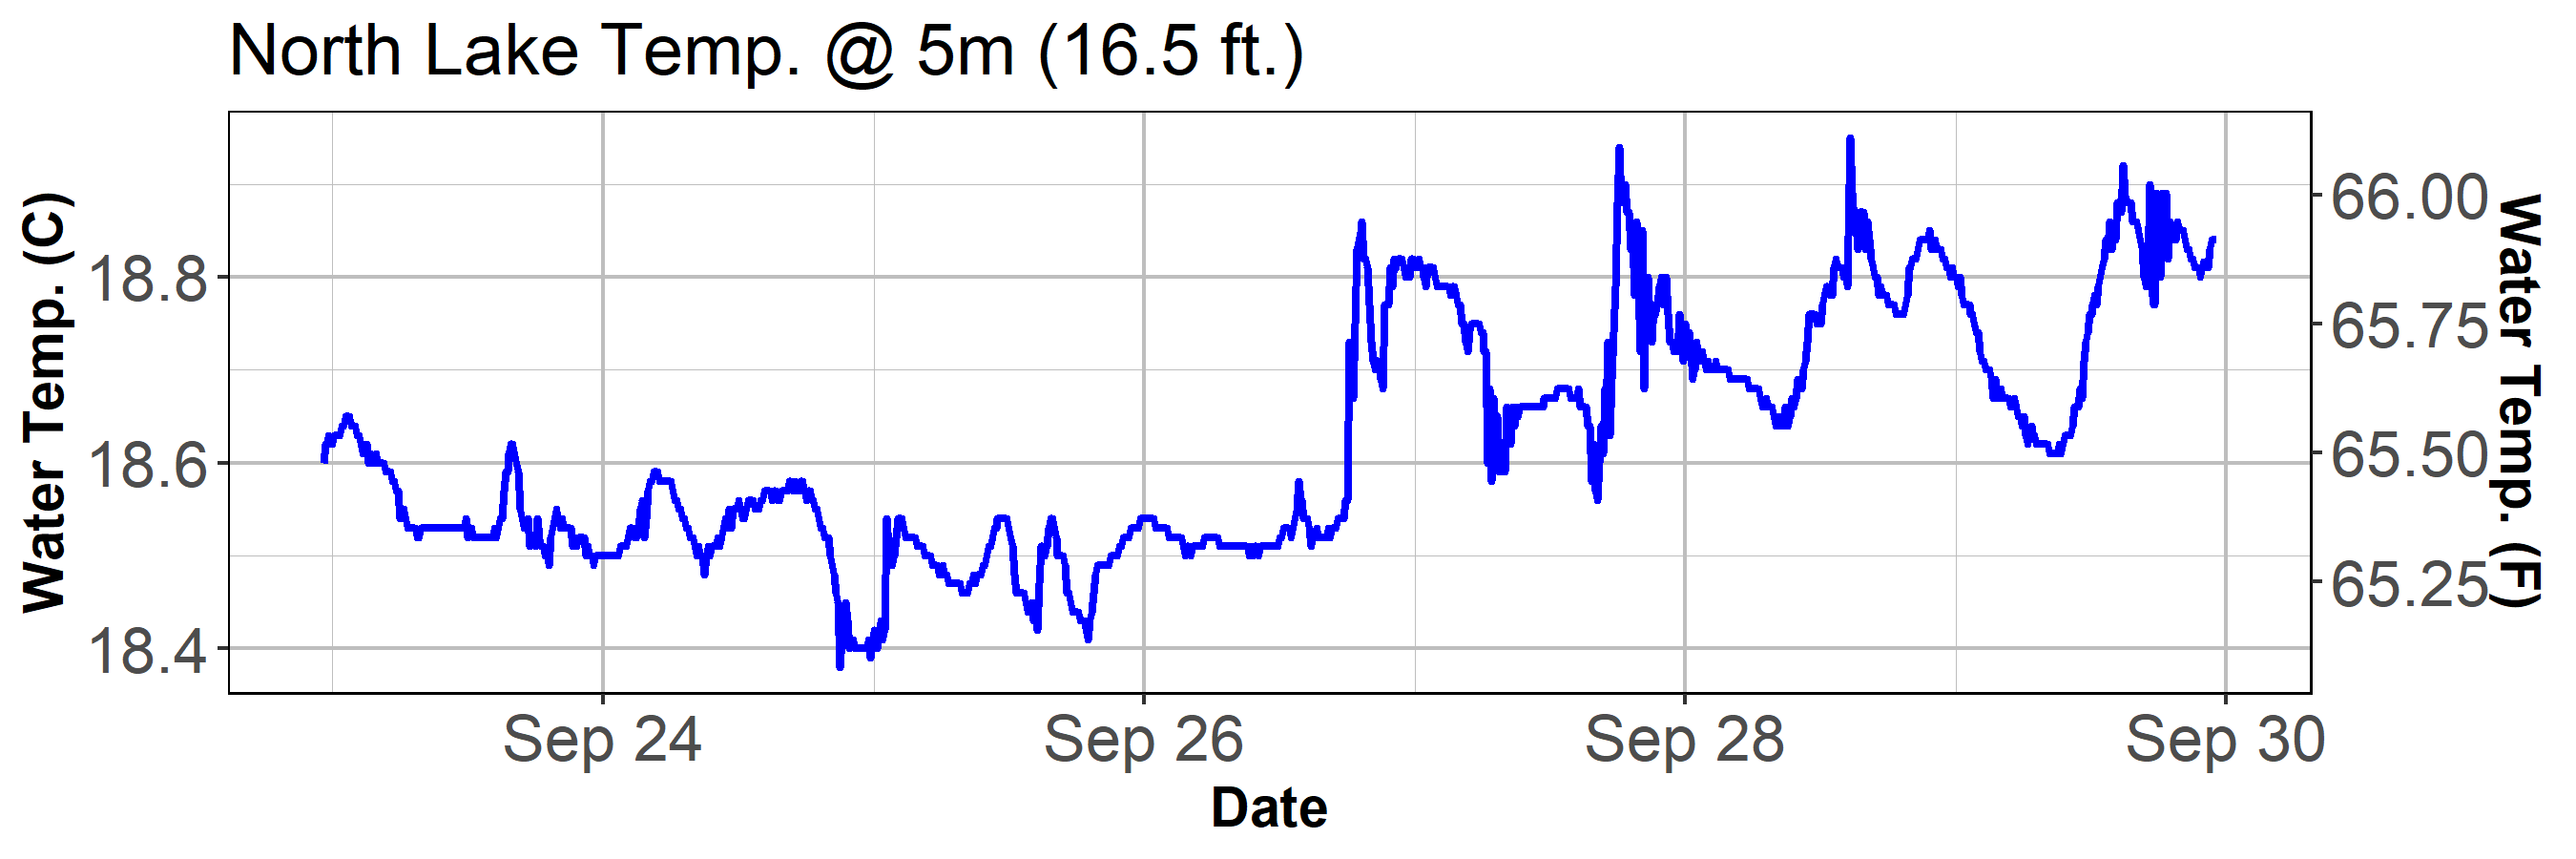 North Lake Temp. @ 5m (16.5 ft.)
Water Temp. (C)
18.8
18.6
18.4
66.00
65.75
65.50
65.25
Water Temp. (F)
Sep 24 Sep 26 Sep 28 Sep 30
Date